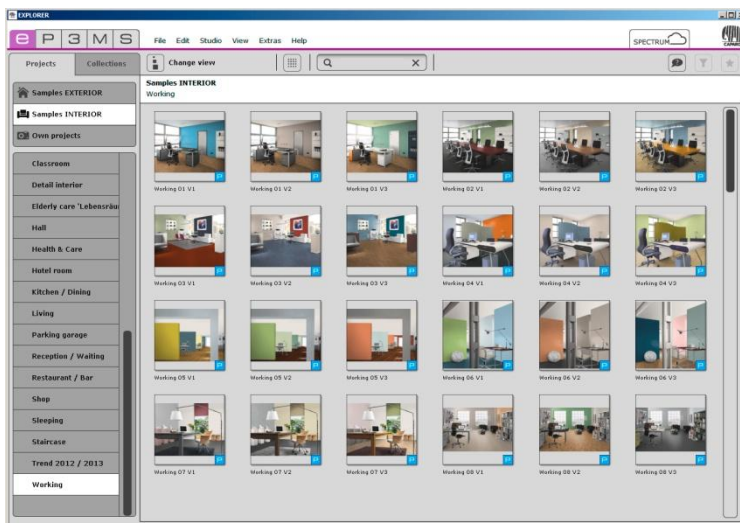 EXPLORER
e P 3 M S
File Edit Studio View Extras Help
SPECTRUM
CAPAROL
Projects Collections
Change view
Samples EXTERIOR
Samples INTERIOR
Own projects
Samples INTERIOR
Working
Classroom
Detail interior
Elderly care 'Lebensräu
Hall
Health & Care
Hotel room
Kitchen / Dining
Living
Parking garage
Reception / Waiting
Restaurant / Bar
Shop
Sleeping
Staircase
Trend 2012 / 2013
Working
Working 01 V1 Working 01 V2 Working 01 V3 Working 02 V1 Working 02 V2 Working 02 V3
Working 03 V1 Working 03 V2 Working 03 V3 Working 04 V1 Working 04 V2 Working 04 V3
Working 05 V1 Working 05 V2 Working 05 V3 Working 06 V1 Working 06 V2 Working 06 V3
Working 07 V1 Working 07 V2 Working 07 V3 Working 08 V1 Working 08 V2 Working 08 V3